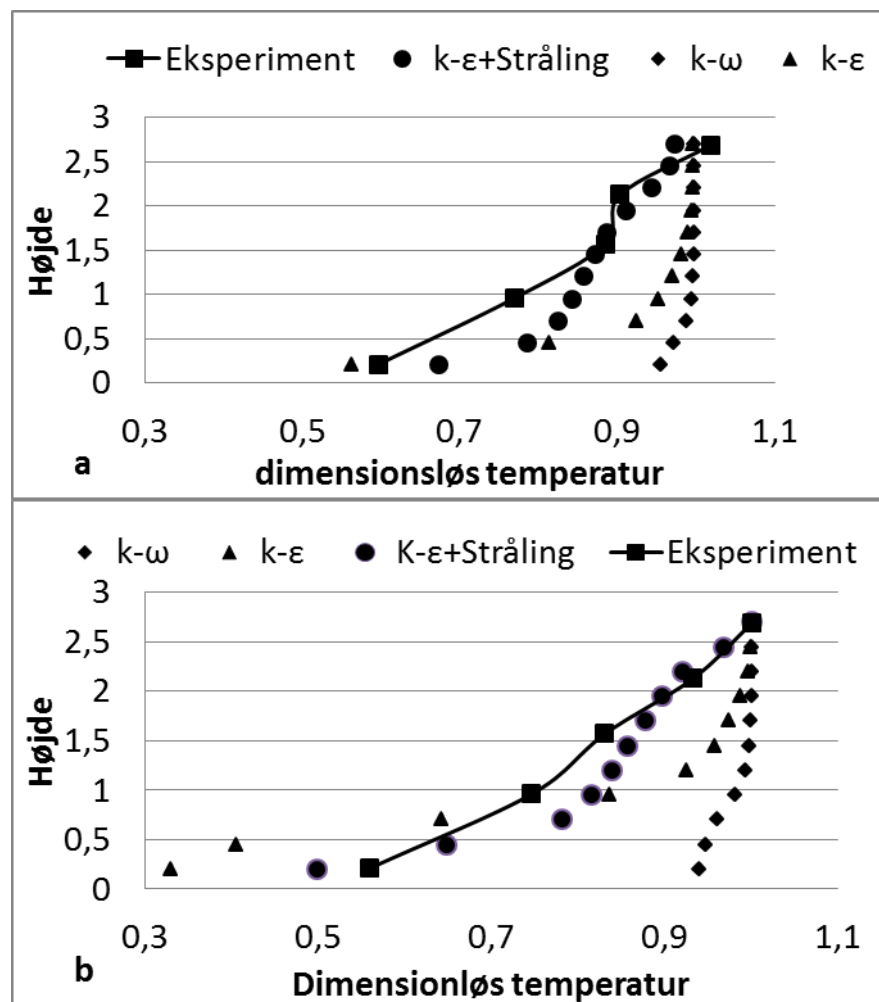 Eksperiment k-ε+Stråling k-ω k-ε
3
2,5
2
1,5
1
0,5
0
Højde
0,3 0,5 0,7 0,9 1,1
a dimensionsløs temperatur
k-ω k-ε K-ε+Stråling Eksperiment
3
2,5
2
1,5
1
0,5
0
Højde
0,3 0,5 0,7 0,9 1,1
b Dimensionløs temperatur